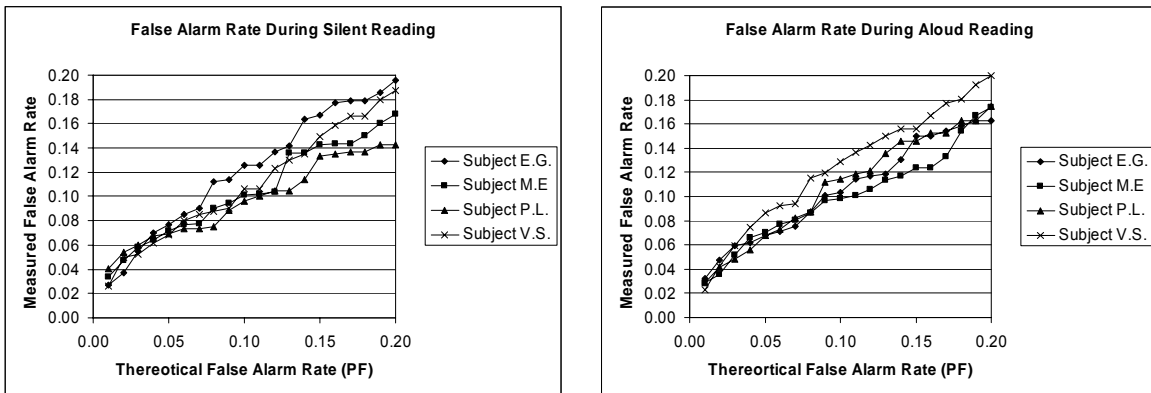 False Alarm Rate During Silent Reading
0.20
0.18
0.16
0.14
0.12
0.10
0.08
0.06
0.04
0.02
0.00
0.00 0.05 0.10 0.15 0.20
Measured False Alarm Rate
Thereotical False Alarm Rate (PF)
Subject E.G.
Subject M.E
Subject P.L.
Subject V.S.
False Alarm Rate During Aloud Reading
0.20
0.18
0.16
0.14
0.12
0.10
0.08
0.06
0.04
0.02
0.00
0.00 0.05 0.10 0.15 0.20
Measured False Alarm Rate
Thereortical False Alarm Rate (PF)
Subject E.G.
Subject M.E
Subject P.L.
Subject V.S.